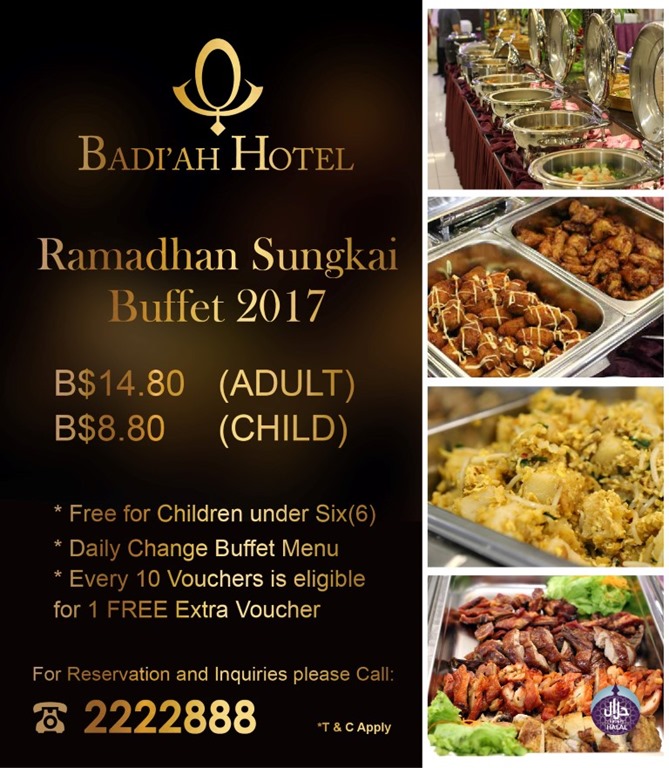 BADI'AH HOTEL
Ramadhan Sungkai
Buffet 2017
B$14.80 (ADULT)
B$8.80 (CHILD)
* Free for Children under Six(6)
* Daily Change Buffet Menu
* Every 10 Vouchers is eligible
for 1 FREE Extra Voucher
For Reservation and Inquiries please Call:
2222888
*T & C Apply
حلال
HALAL